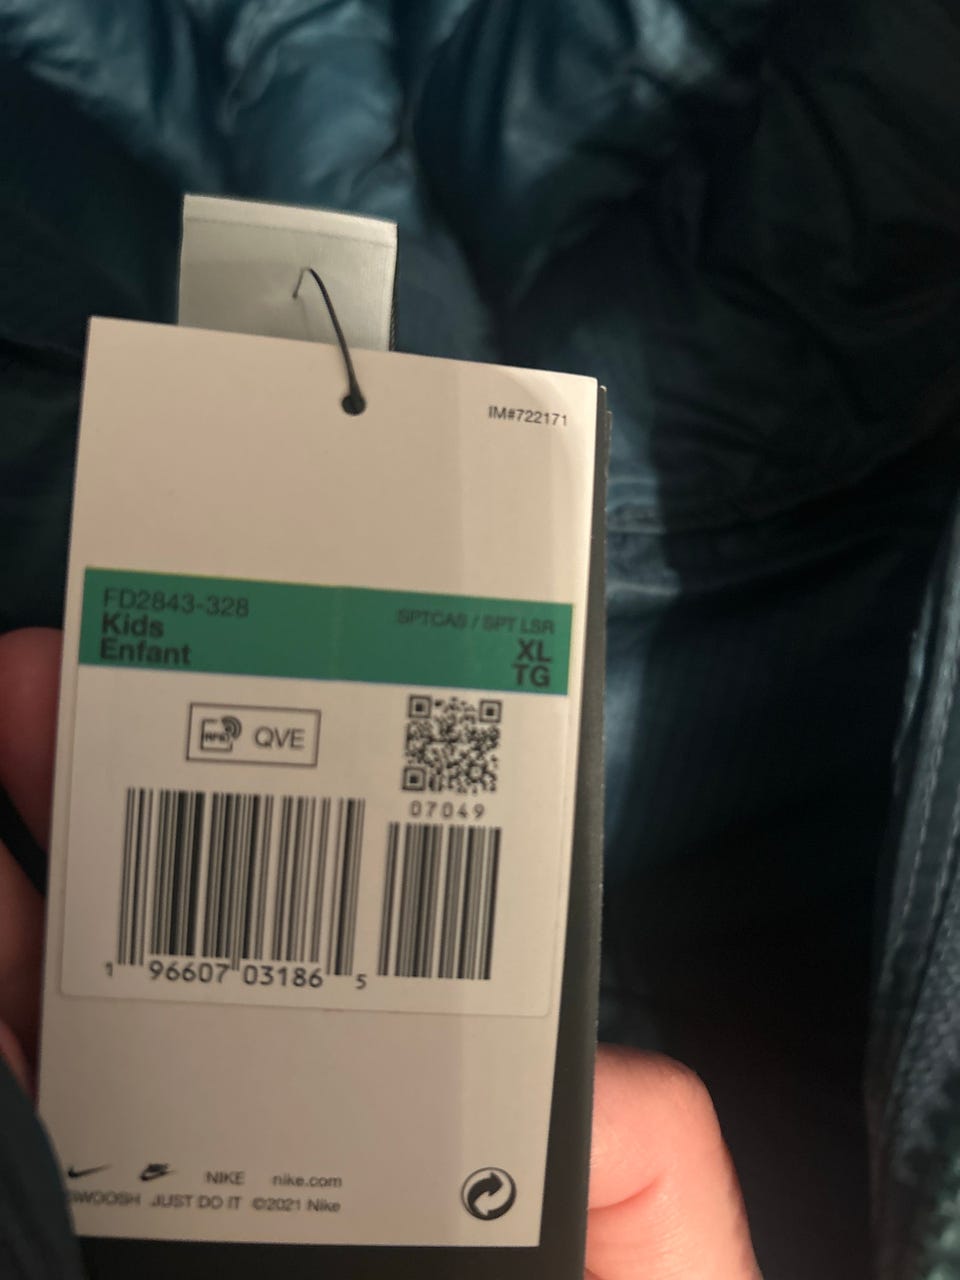 IM#722171
FD2843-328
SPTCAS / SPT LSR
Kids
XL
Enfant
TG
RFID
QVE
07049
1 96607 03186 5
NIKE nike.com
SWOOSH JUST DO IT ©2021 Nike